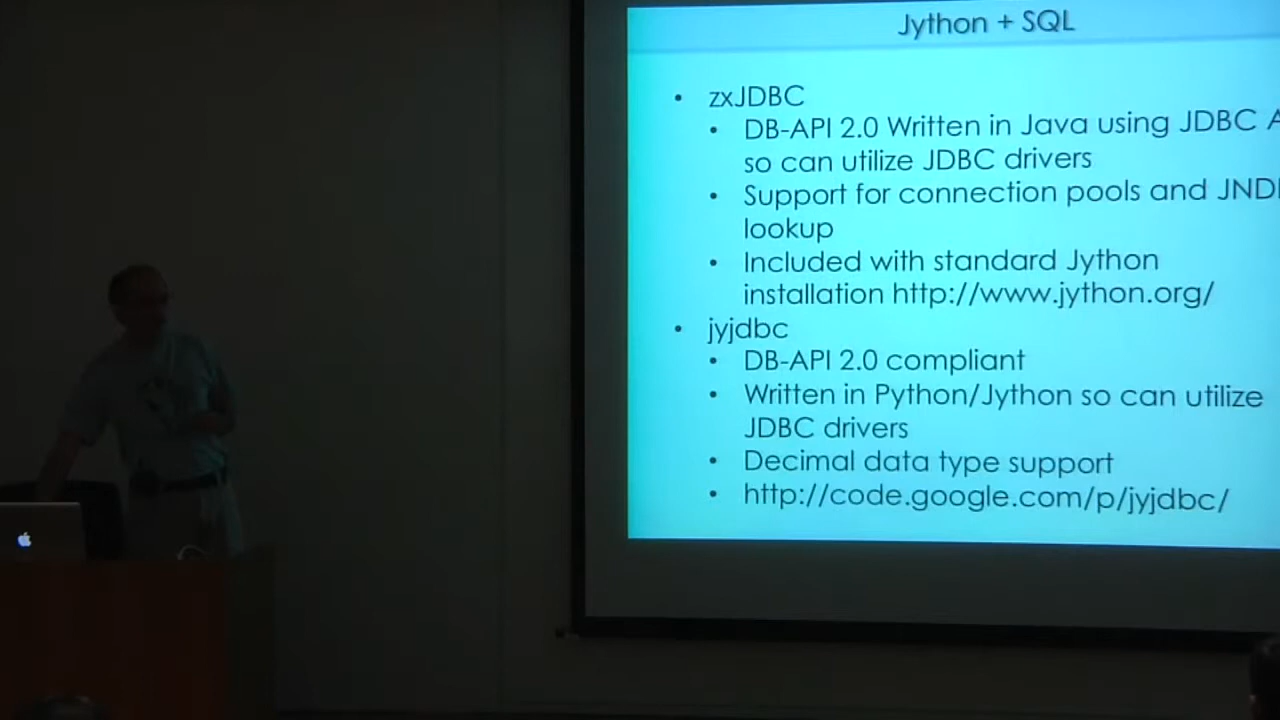 Jython + SQL
• zxJDBC
• DB-API 2.0 Written in Java using JDBC
so can utilize JDBC drivers
• Support for connection pools and JNDI
lookup
• Included with standard Jython
installation http://www.jython.org/
• jyjdbc
• DB-API 2.0 compliant
• Written in Python/Jython so can utilize
JDBC drivers
• Decimal data type support
• http://code.google.com/p/jyjdbc/